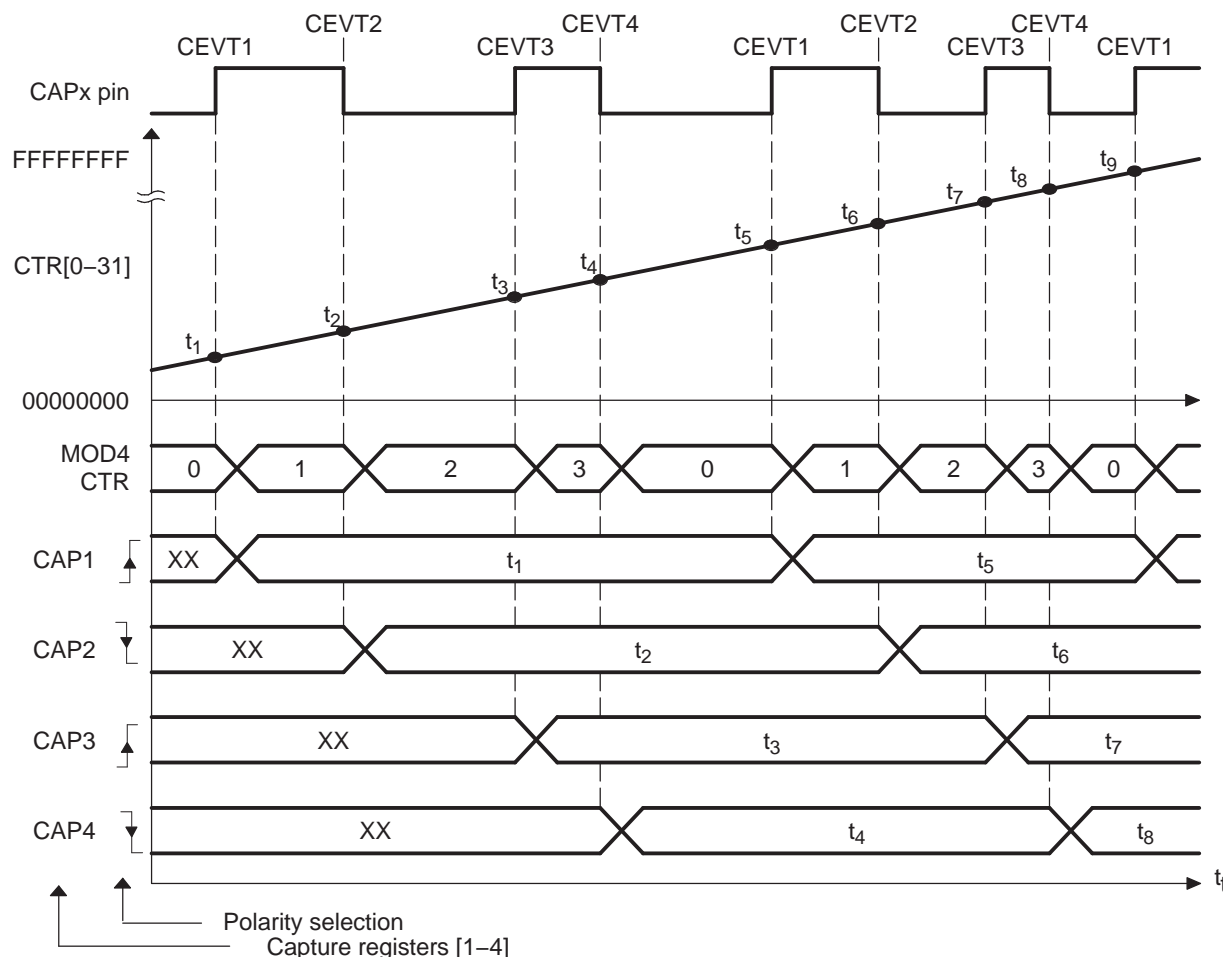 CEVT2 CEVT4 CEVT2 CEVT4
CEVT1 CEVT3 CEVT1 CEVT3 CEVT1
CAPx pin
FFFFFFFF
t9
t8
t7
t6
t5
CTR[0–31]
t4
t3
t2
t1
00000000
MOD4
CTR
0 1 2 3 0 1 2 3 0
CAP1 XX t1 t5
CAP2 XX t2 t6
CAP3 XX t3 t7
CAP4 XX t4 t8
Polarity selection
Capture registers [1–4]